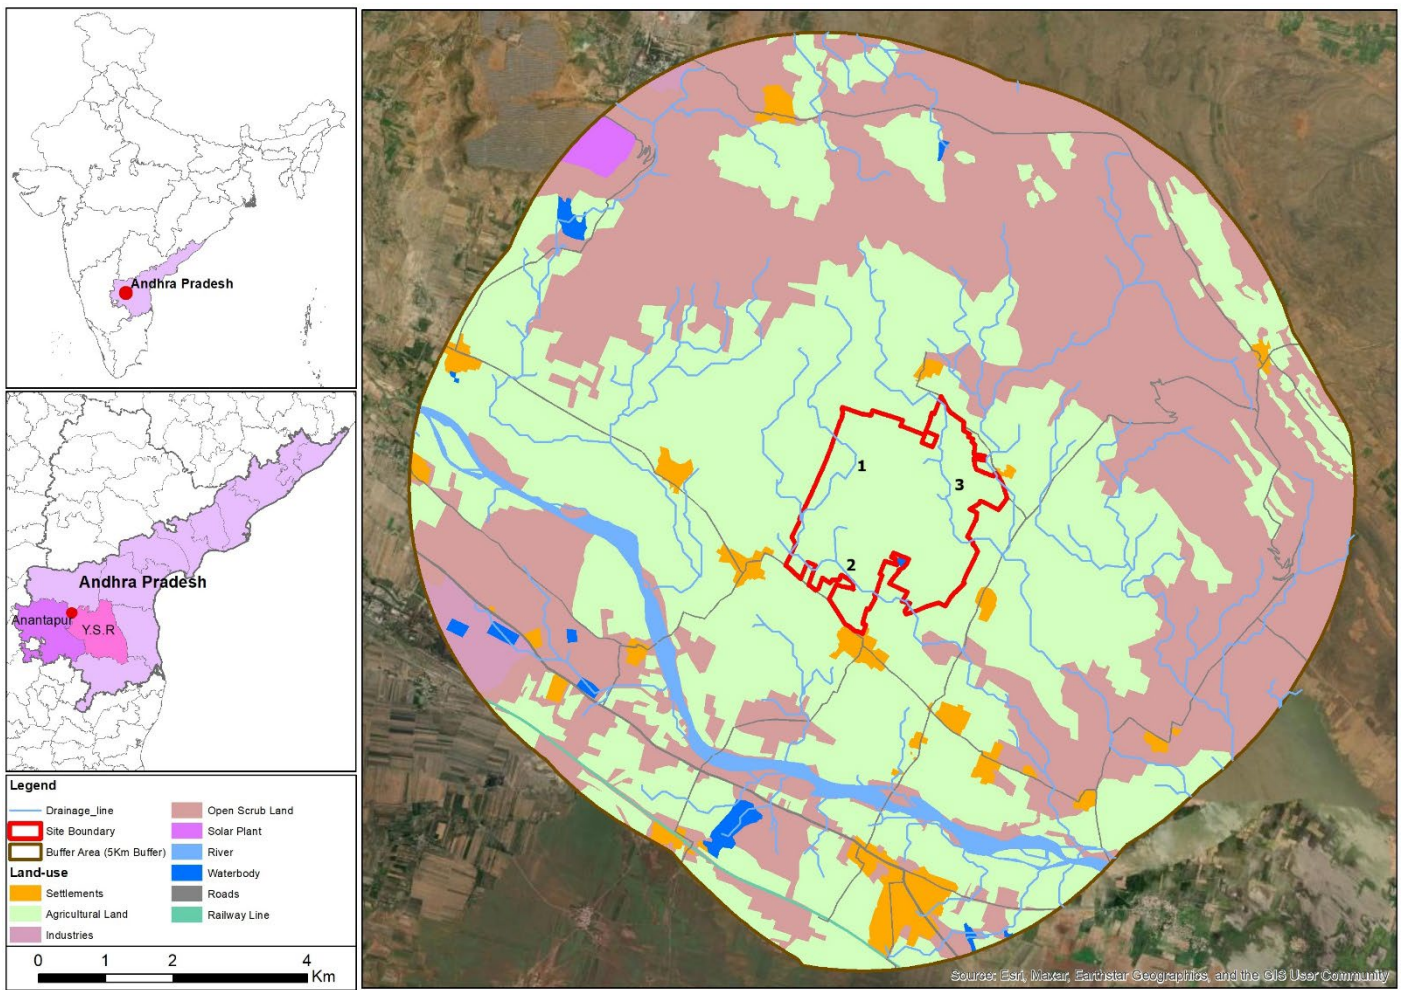 Andhra Pradesh
Andhra Pradesh
Anantapur
Y.S.R
Legend
Drainage_line
Site Boundary
Buffer Area (5Km Buffer)
Land-use
Settlements
Agricultural Land
Industries
Open Scrub Land
Solar Plant
River
Waterbody
Roads
Railway Line
0 1 2 4
Km
1
3
2
Source: Esri, Maxar, Earthstar Geographics, and the GIS User Community